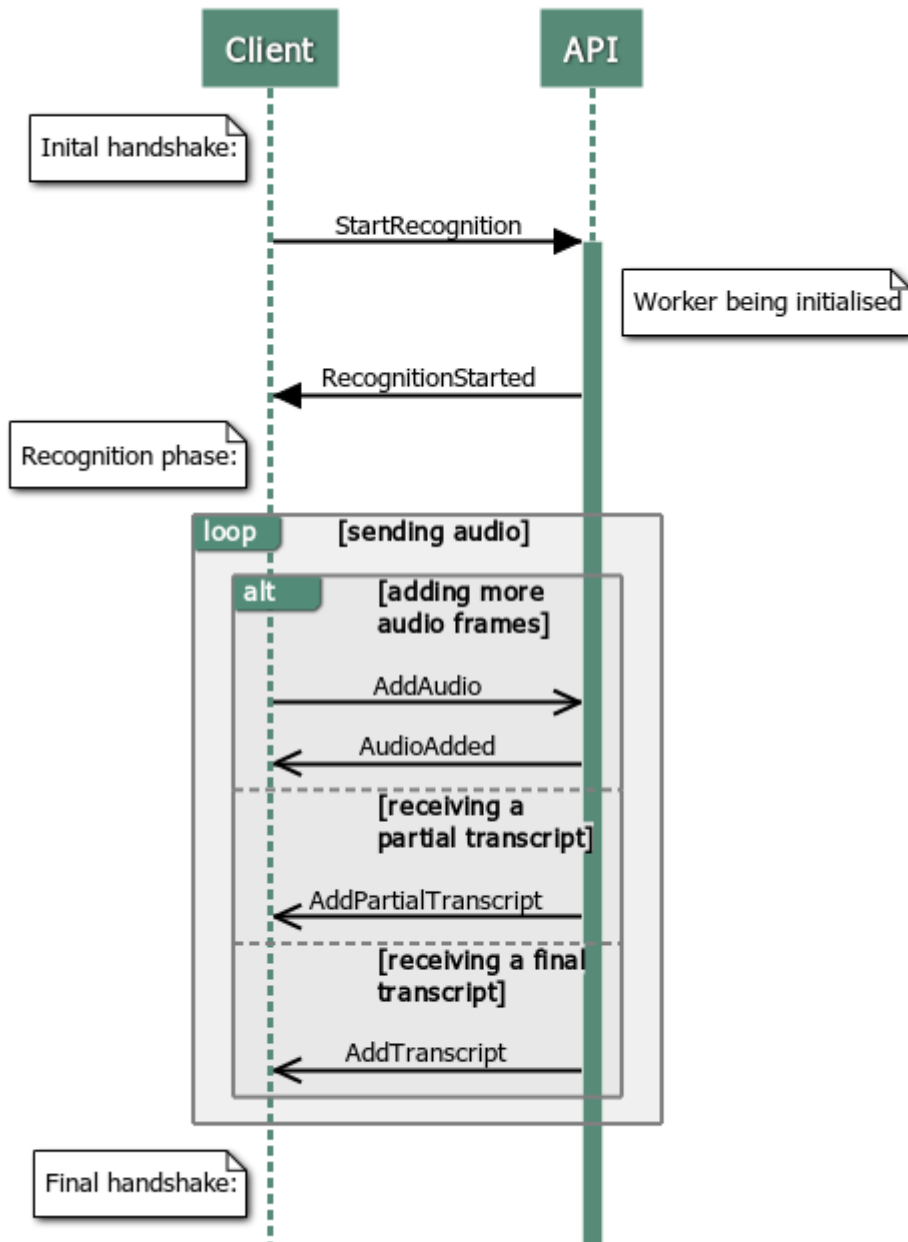 Client
API
Inital handshake:
StartRecognition
Worker being initialised
RecognitionStarted
Recognition phase:
loop
[sending audio]
alt
[adding more
audio frames]
AddAudio
AudioAdded
[receiving a
partial transcript]
AddPartialTranscript
[receiving a final
transcript]
AddTranscript
Final handshake: